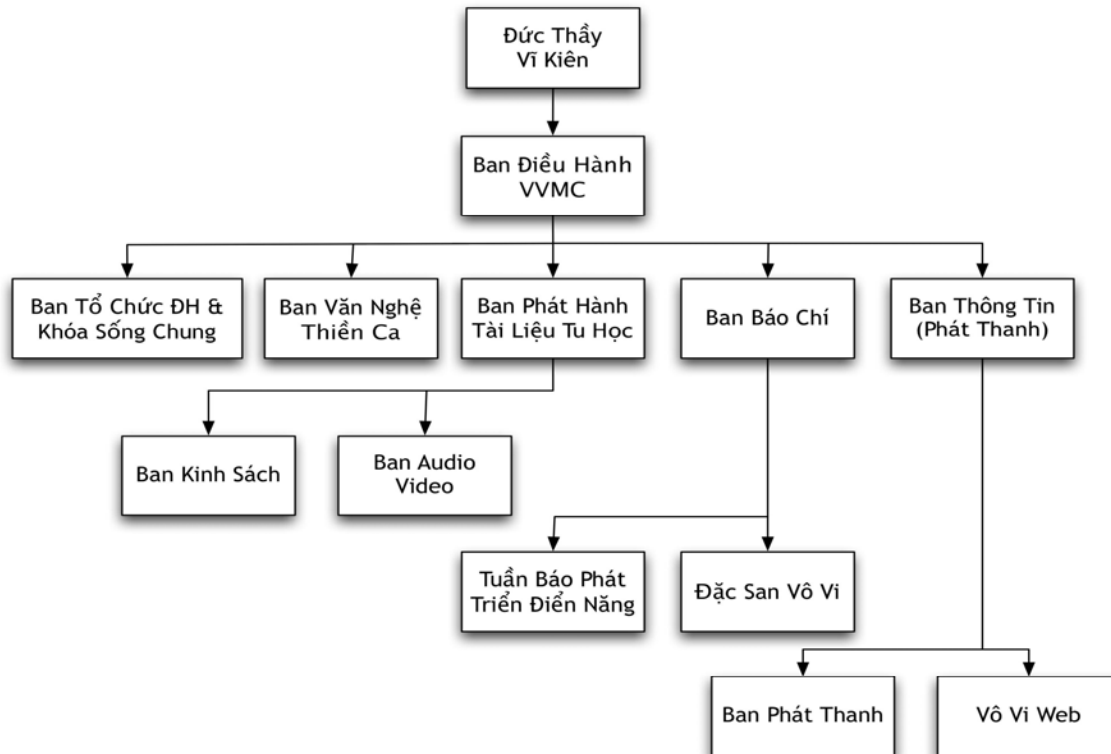 Đức Thầy
Vĩ Kiên
Ban Điều Hành
VVMC
Ban Tổ Chức ĐH &
Khóa Sống Chung
Ban Văn Nghệ
Thiền Ca
Ban Phát Hành
Tài Liệu Tu Học
Ban Báo Chí
Ban Thông Tin
(Phát Thanh)
Ban Kinh Sách
Ban Audio
Video
Tuần Báo Phát
Triển Điển Năng
Đặc San Vô Vi
Ban Phát Thanh
Vô Vi Web